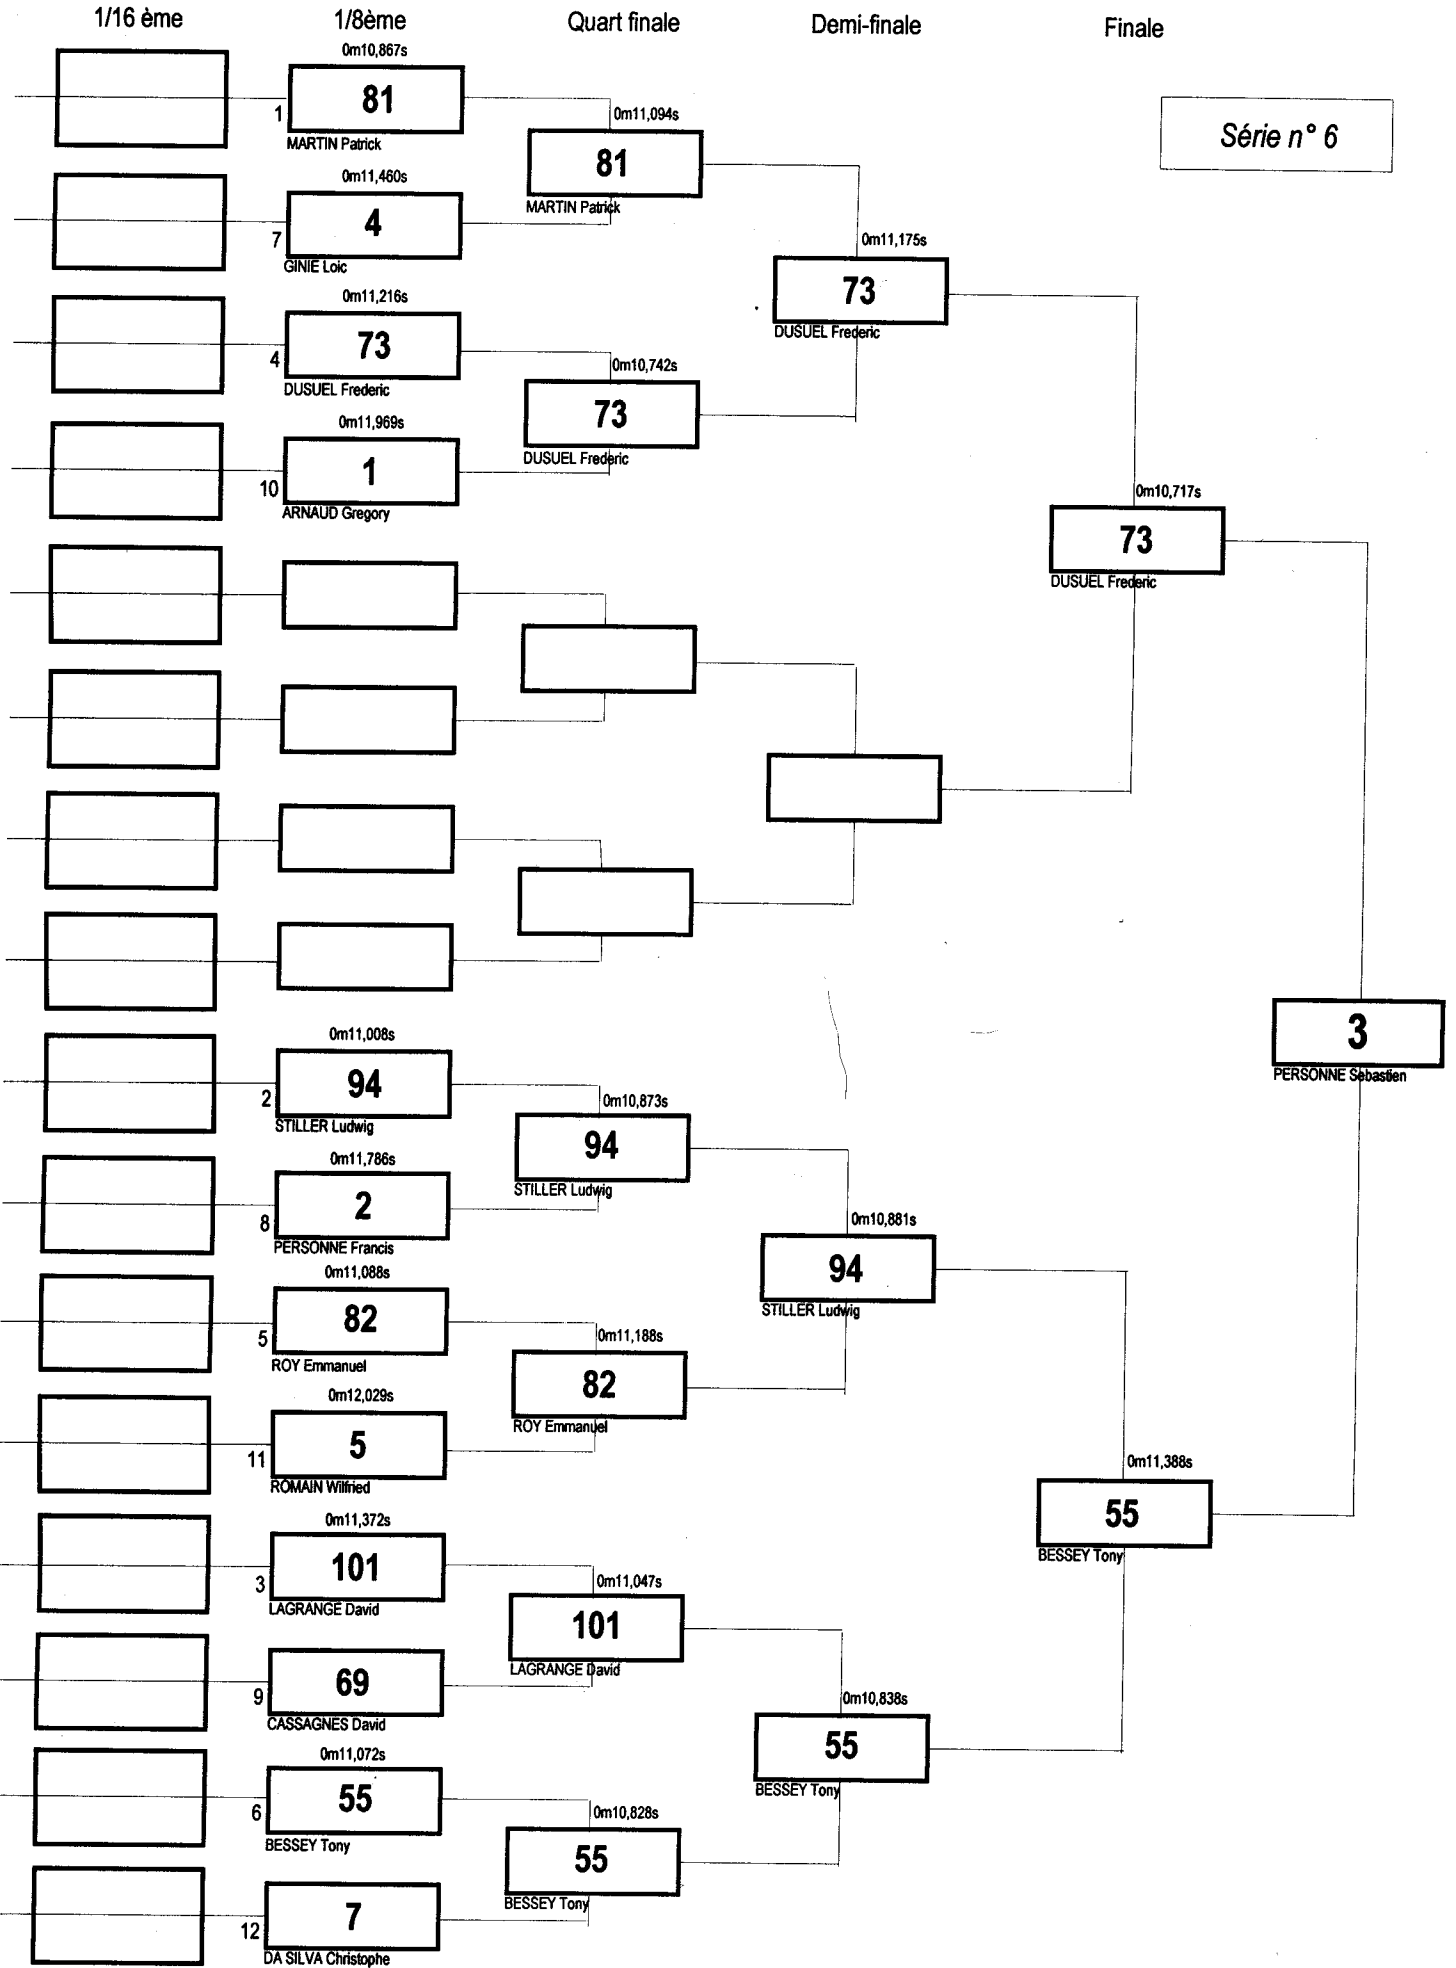 1/16 ème
1/8ème
Quart finale
Demi-finale
Finale
Série n° 6
0m10,867s
1
81
MARTIN Patrick
0m11,460s
7
4
GINIE Loic
0m11,216s
4
73
DUSUEL Frederic
0m11,969s
10
1
ARNAUD Gregory
0m11,008s
2
94
STILLER Ludwig
0m11,786s
8
2
PERSONNE Francis
0m11,088s
5
82
ROY Emmanuel
0m12,029s
11
5
ROMAIN Wilfried
0m11,372s
3
101
LAGRANGE David
9
69
CASSAGNES David
0m11,072s
6
55
BESSEY Tony
12
7
DA SILVA Christophe
0m11,094s
81
MARTIN Patrick
0m10,742s
73
DUSUEL Frederic
0m10,873s
94
STILLER Ludwig
0m11,188s
82
ROY Emmanuel
0m11,047s
101
LAGRANGE David
0m10,828s
55
BESSEY Tony
0m11,175s
73
DUSUEL Frederic
0m10,881s
94
STILLER Ludwig
0m10,838s
55
BESSEY Tony
0m10,717s
73
DUSUEL Frederic
0m11,388s
55
BESSEY Tony
3
PERSONNE Sebastien